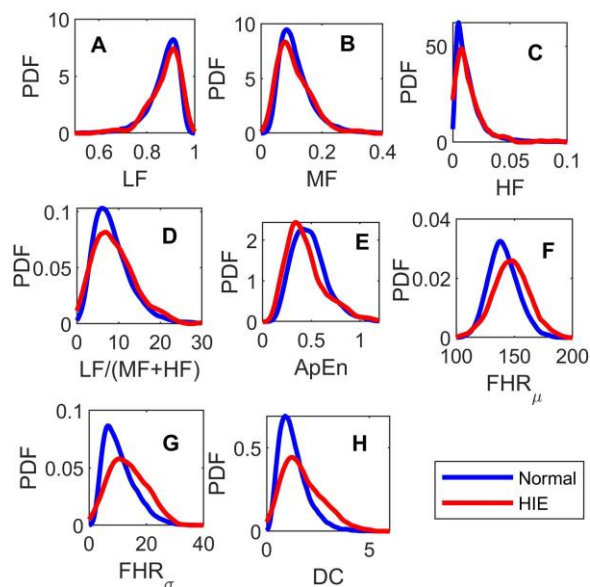 A
PDF
10
5
0
0.6
0.8
1
LF
B
PDF
10
5
0
0
0.2
0.4
MF
C
PDF
50
0
0
0.05
0.1
HF
D
PDF
0.1
0.05
0
0
10
20
30
LF/(MF+HF)
E
PDF
2
1
0
0
0.5
1
ApEn
F
PDF
0.04
0.02
0
100
150
200
FHR_μ
G
PDF
0.1
0.05
0
0
20
40
FHR_σ
H
PDF
0.5
0
0
5
DC
Normal
HIE